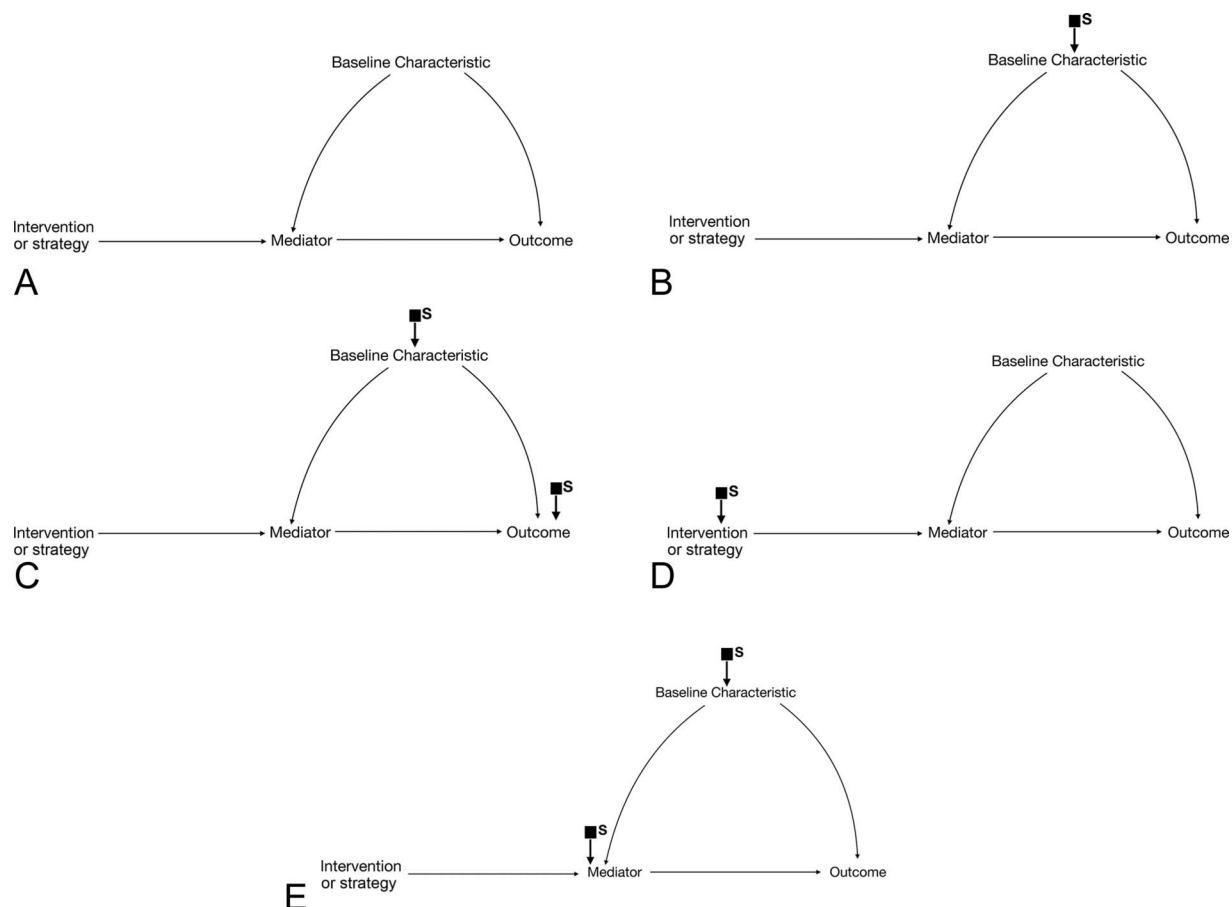 Baseline Characteristic
Intervention
or strategy
Mediator
Outcome
A
S
Baseline Characteristic
Intervention
or strategy
Mediator
Outcome
B
S
Baseline Characteristic
S
Intervention
or strategy
Mediator
Outcome
C
Baseline Characteristic
S
Intervention
or strategy
Mediator
Outcome
D
S
Baseline Characteristic
S
Intervention
or strategy
Mediator
Outcome
E